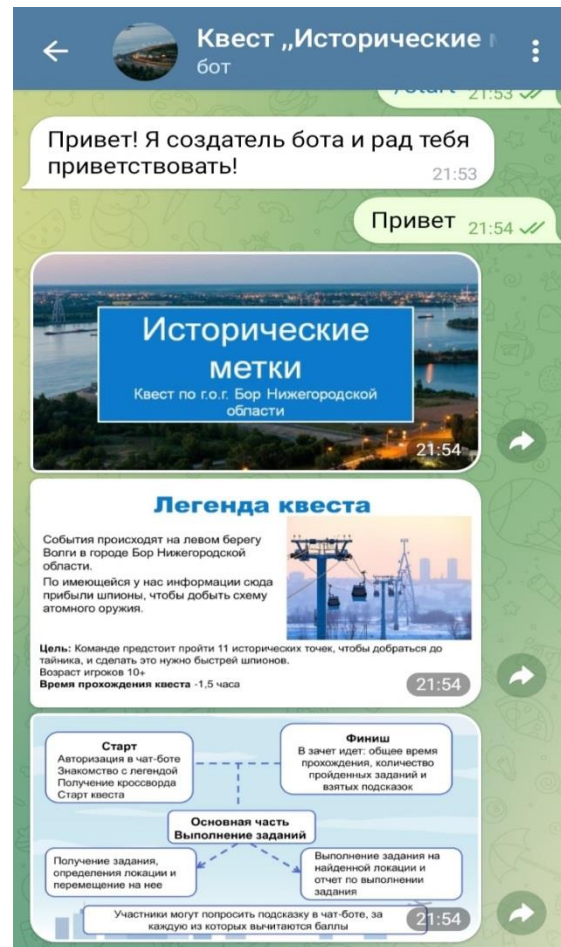 Квест ,,Исторические
бот
/start 21:53
Привет! Я создатель бота и рад тебя
приветствовать!
21:53
Привет 21:54
Исторические
метки
Квест по г.о.г. Бор Нижегородской
области
21:54
Легенда квеста
События происходят на левом берегу
Волги в городе Бор Нижегородской
области.
По имеющейся у нас информации сюда
прибыли шпионы, чтобы добыть схему
атомного оружия.
Цель: Команде предстоит пройти 11 исторических точек, чтобы добраться до
тайника, и сделать это нужно быстрей шпионов.
Возраст игроков 10+
Время прохождения квеста -1,5 часа
21:54
Старт
Авторизация в чат-боте
Знакомство с легендой
Получение кроссворда
Старт квеста
Финиш
В зачет идет: общее время
прохождения, количество
пройденных заданий и
взятых подсказок
Основная часть
Выполнение заданий
Получение задания,
определения локации и
перемещение на нее
Выполнение задания на
найденной локации и
отчет по выполнении
задания
Участники могут попросить подсказку в чат-боте, за
каждую из которых вычитаются баллы
21:54